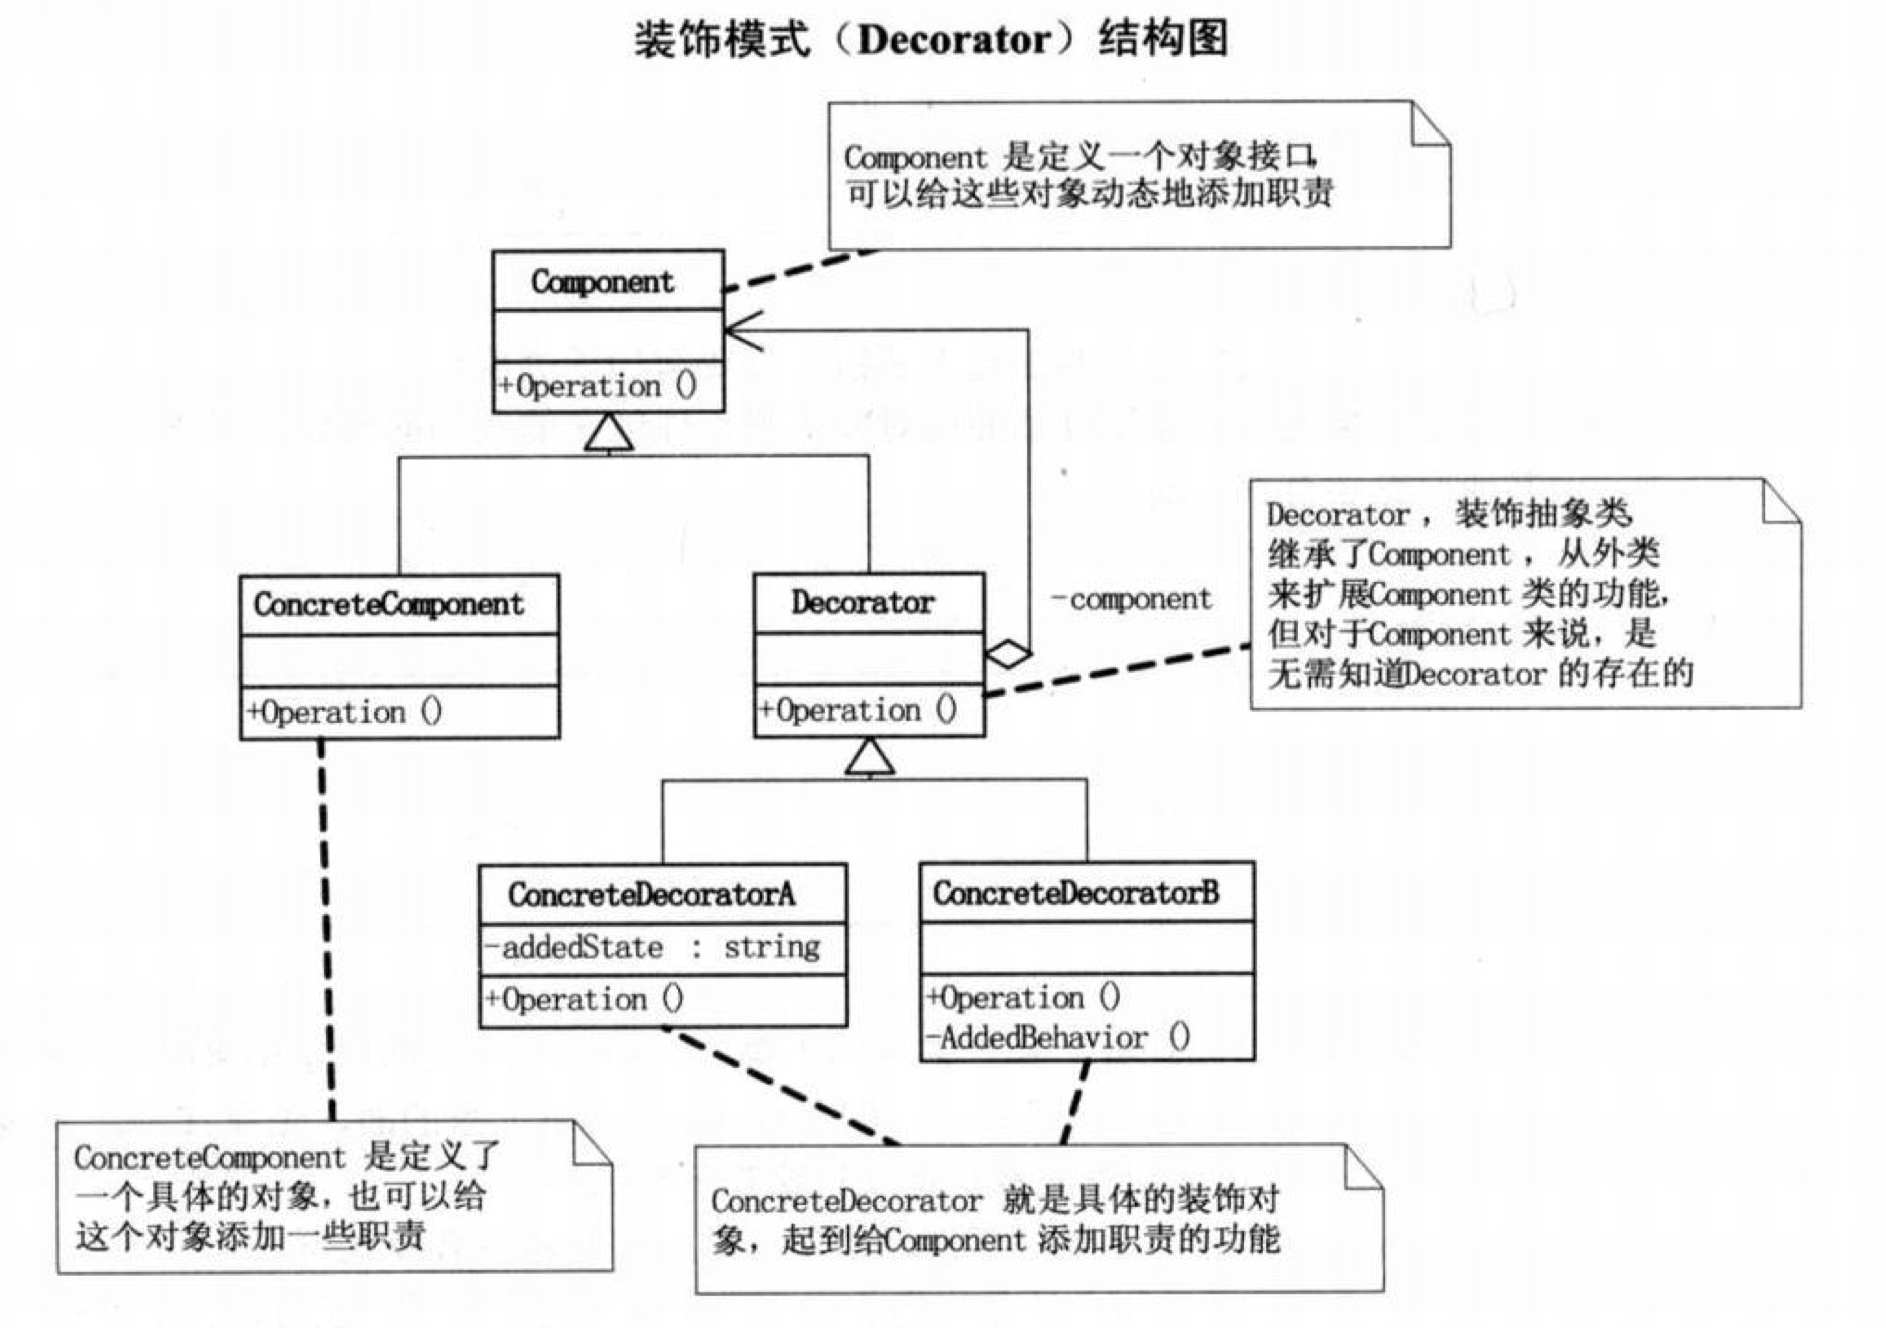 装饰模式（Decorator）结构图
Component 是定义一个对象接口，
可以给这些对象动态地添加职责
Component
+Operation ()
Decorator，装饰抽象类，
继承了Component，从外类
来扩展Component 类的功能，
但对于Component 来说，是
无需知道Decorator 的存在的
ConcreteComponent
+Operation ()
Decorator
+Operation ()
-component
ConcreteDecoratorA
-addedState : string
+Operation ()
ConcreteDecoratorB
+Operation ()
-AddedBehavior ()
ConcreteComponent 是定义了
一个具体的对象，也可以给
这个对象添加一些职责
ConcreteDecorator 就是具体的装饰对
象，起到给Component 添加职责的功能